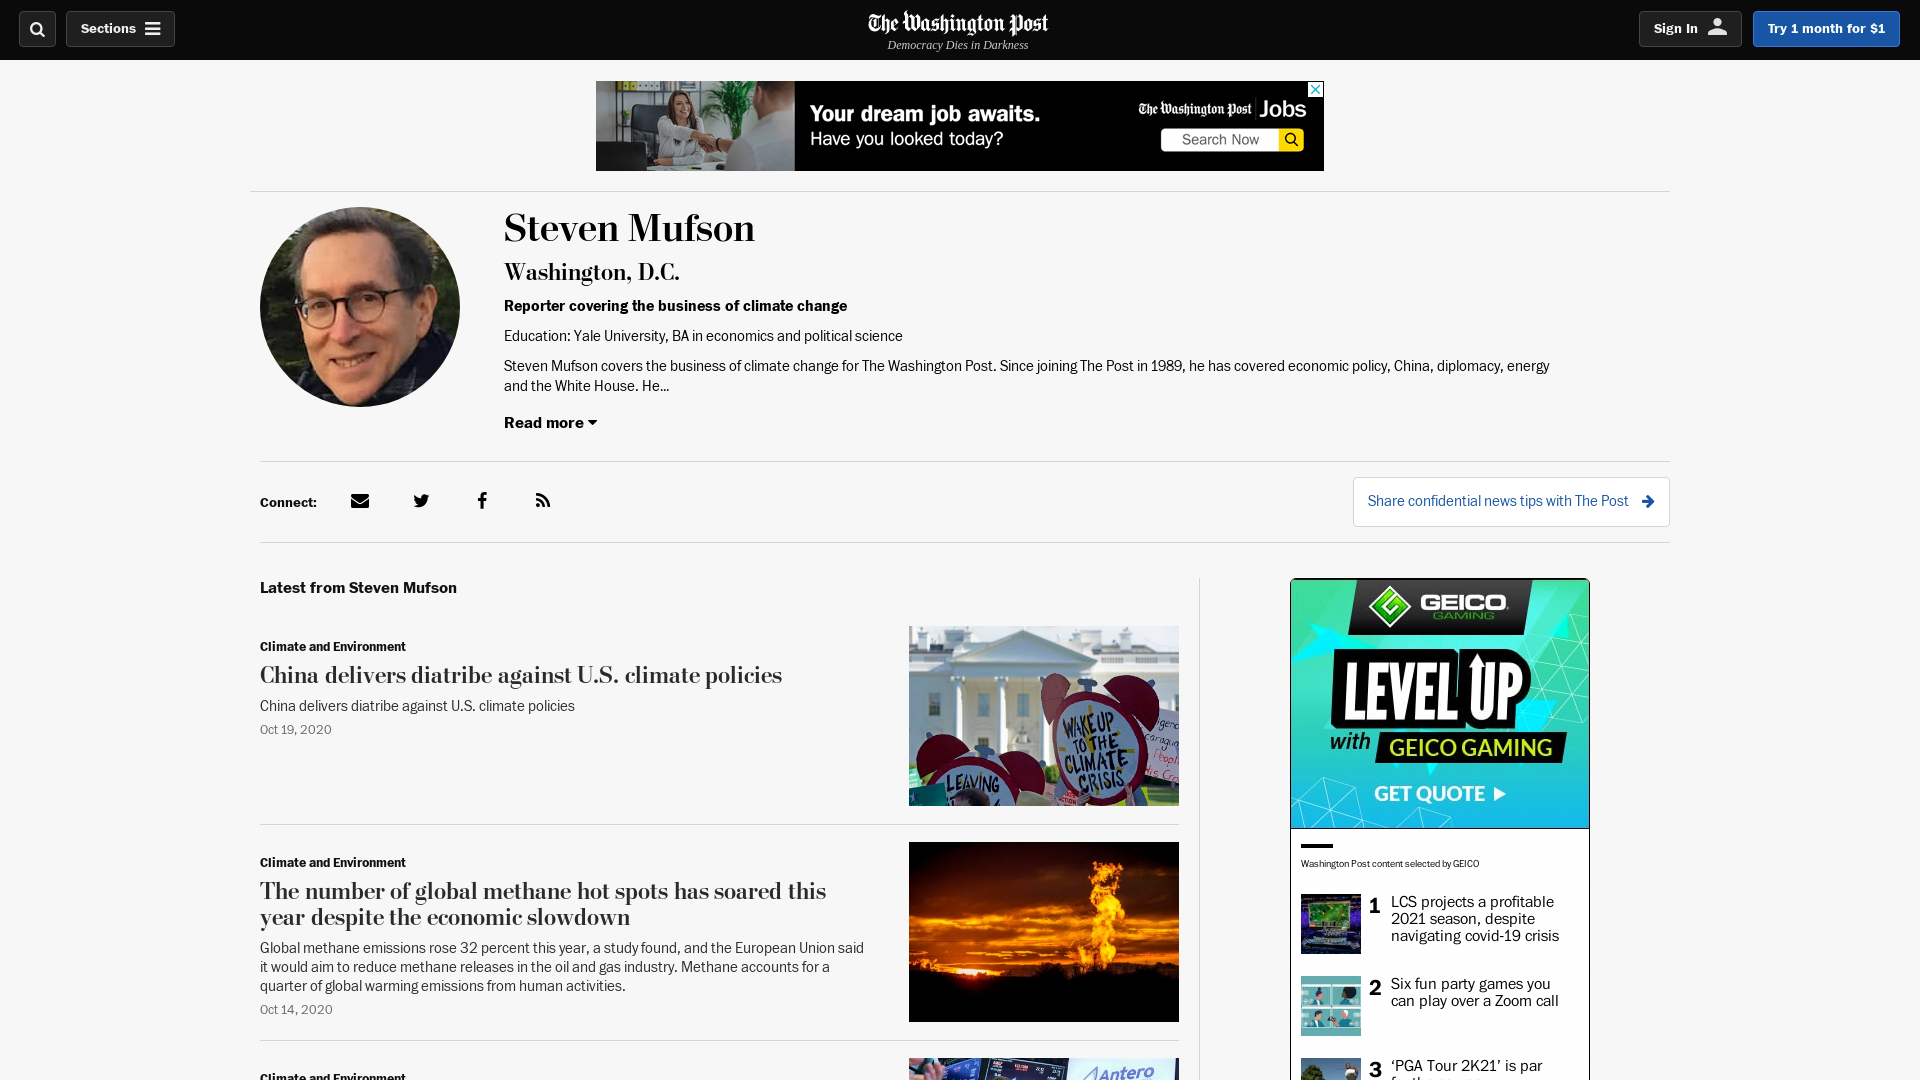 Sections
The Washington Post
Democracy Dies in Darkness
Sign In
Try 1 month for $1
Your dream job awaits.
Have you looked today?
The Washington Post Jobs
Search Now
Steven Mufson
Washington, D.C.
Reporter covering the business of climate change
Education: Yale University, BA in economics and political science
Steven Mufson covers the business of climate change for The Washington Post. Since joining The Post in 1989, he has covered economic policy, China, diplomacy, energy
and the White House. He...
Read more
Connect:
Share confidential news tips with The Post
Latest from Steven Mufson
Climate and Environment
China delivers diatribe against U.S. climate policies
China delivers diatribe against U.S. climate policies
Oct 19, 2020
WAKE UP
TO THE
CLIMATE
CRISIS
LEAVING
Climate and Environment
The number of global methane hot spots has soared this
year despite the economic slowdown
Global methane emissions rose 32 percent this year, a study found, and the European Union said
it would aim to reduce methane releases in the oil and gas industry. Methane accounts for a
quarter of global warming emissions from human activities.
Oct 14, 2020
Climate and Environment
Antero
GEICO
GAMING
LEVEL UP
with GEICO GAMING
GET QUOTE
Washington Post content selected by GEICO
1 LCS projects a profitable
2021 season, despite
navigating covid-19 crisis
2 Six fun party games you
can play over a Zoom call
3 ‘PGA Tour 2K21’ is par